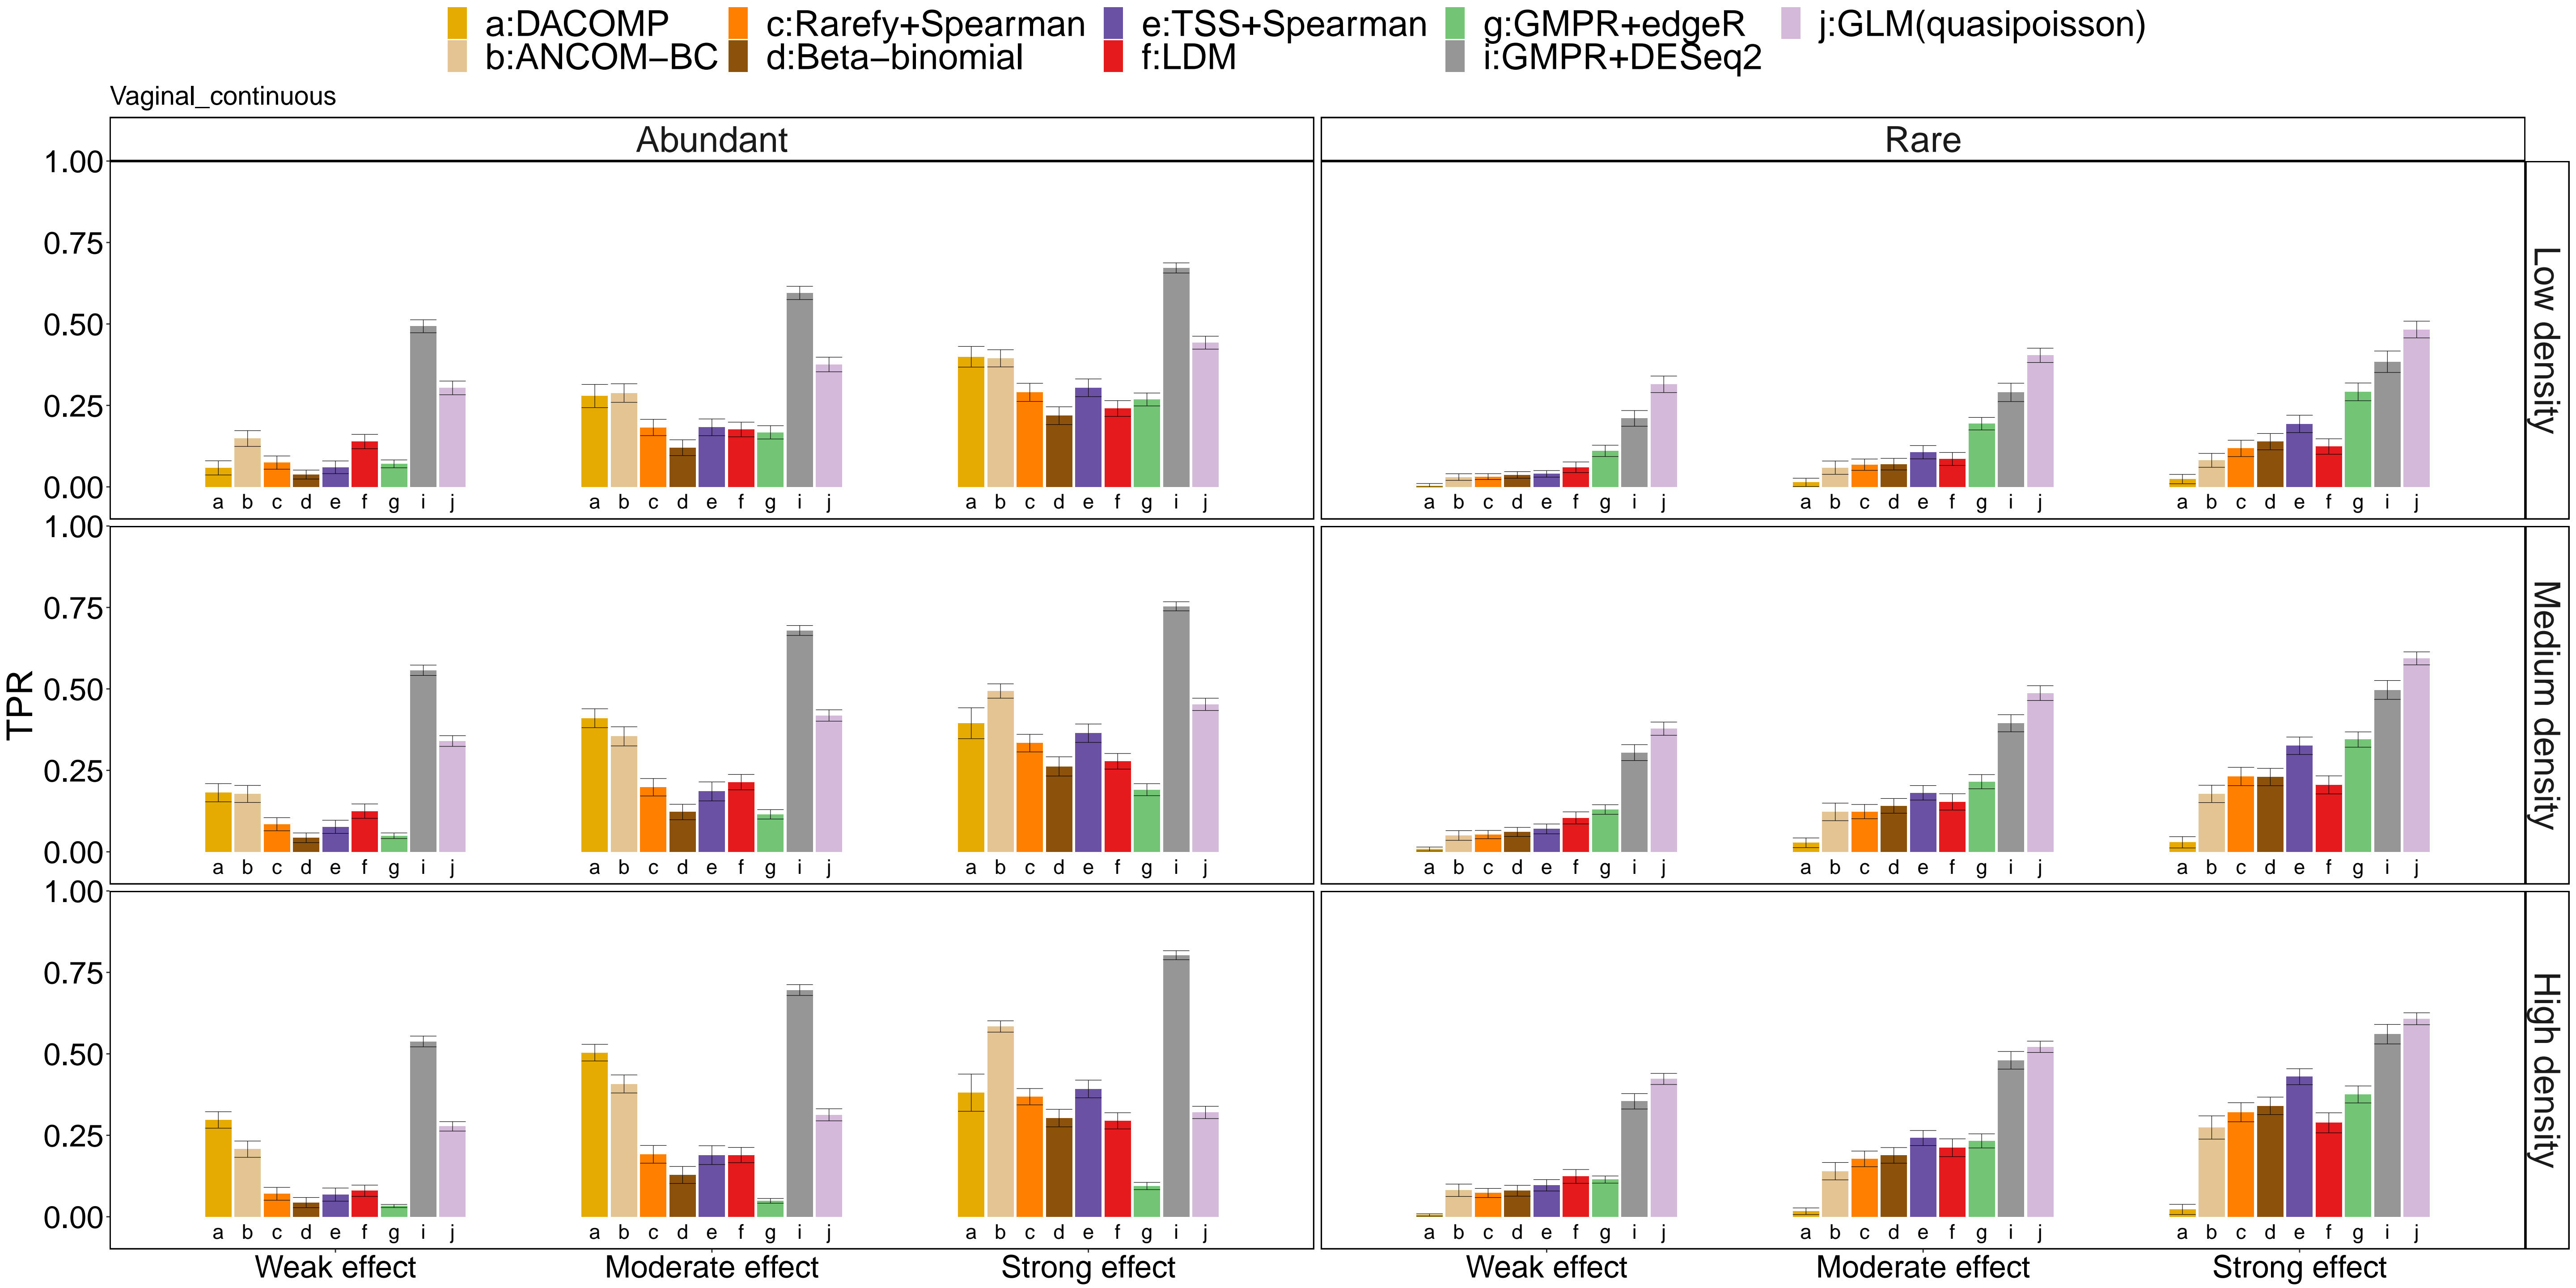 a:DACOMP c:Rarefy+Spearman e:TSS+Spearman g:GMPR+edgeR j:GLM(quasipoisson)
b:ANCOM−BC d:Beta−binomial f:LDM i:GMPR+DESeq2
Vaginal_continuous
Abundant Rare
1.00
0.75
0.50
0.25
0.00
a b c d e f g i j a b c d e f g i j a b c d e f g i j a b c d e f g i j a b c d e f g i j a b c d e f g i j
Low density
TPR
1.00
0.75
0.50
0.25
0.00
a b c d e f g i j a b c d e f g i j a b c d e f g i j a b c d e f g i j a b c d e f g i j a b c d e f g i j
Medium density
1.00
0.75
0.50
0.25
0.00
a b c d e f g i j a b c d e f g i j a b c d e f g i j a b c d e f g i j a b c d e f g i j a b c d e f g i j
High density
Weak effect Moderate effect Strong effect Weak effect Moderate effect Strong effect